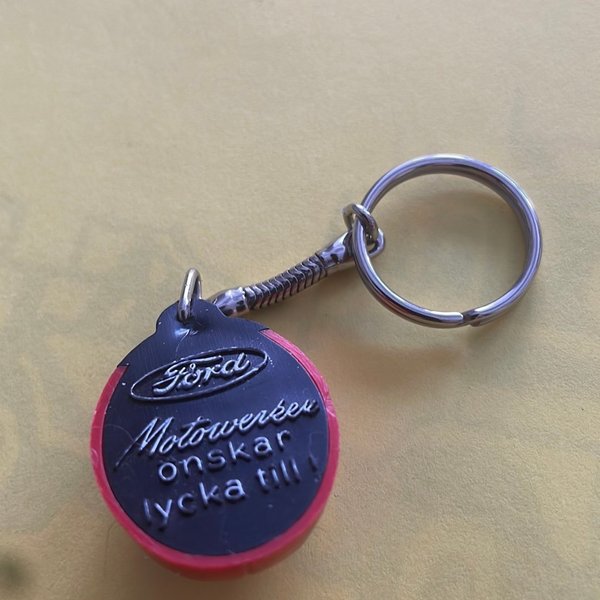 Ford
Motowerker
önskar
lycka till!